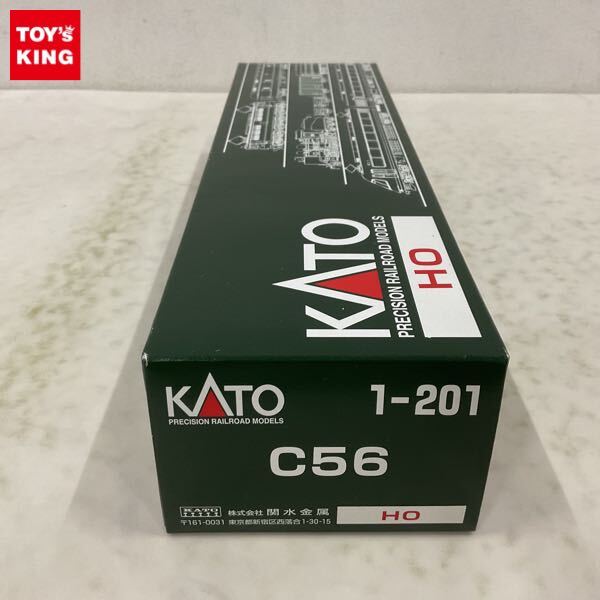 TOY's
KING
KATO
PRECISION RAILROAD MODELS
HO
KATO
PRECISION RAILROAD MODELS
1-201
C56
KATO
株式会社 関水金属
〒161-0031 東京都新宿区西落合1-30-15
HO